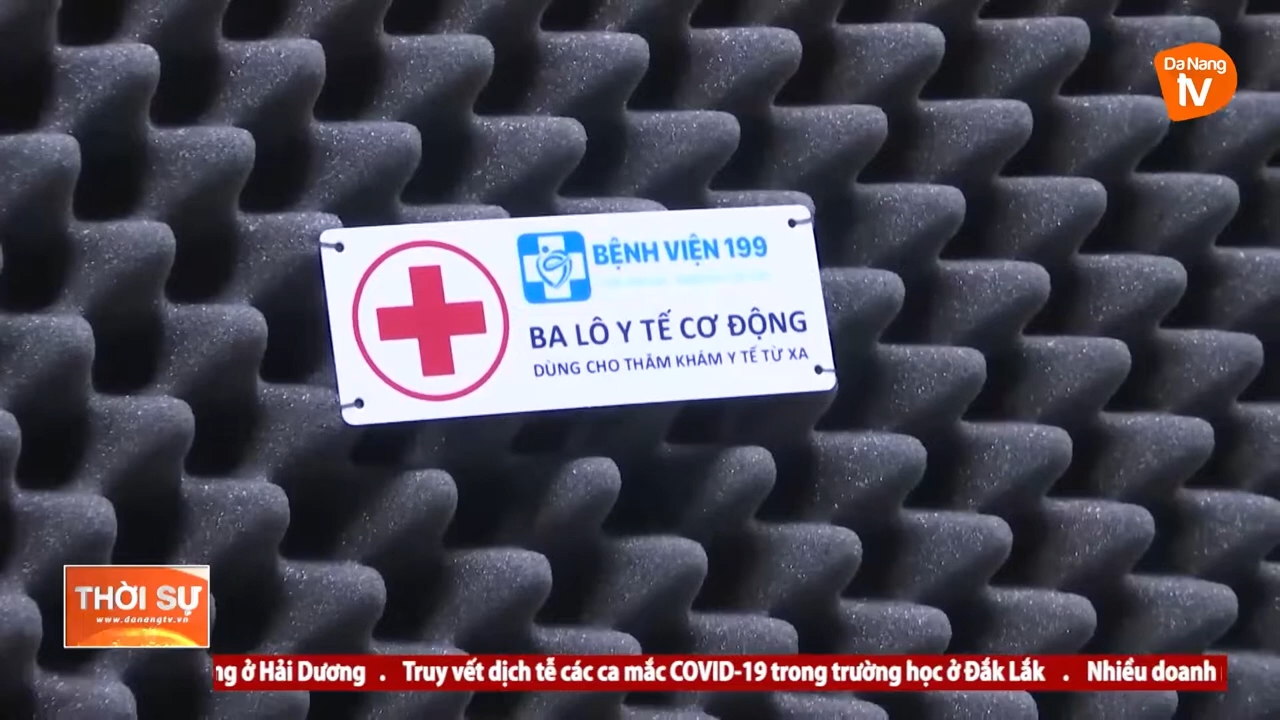 Da Nang
tv
BỆNH VIỆN 199
BA LÔ Y TẾ CƠ ĐỘNG
DÙNG CHO THĂM KHÁM Y TẾ TỪ XA
THỜI SỰ
www.danangtv.vn
ng ở Hải Dương . Truy vết dịch tễ các ca mắc COVID-19 trong trường học ở Đắk Lắk . Nhiều doanh